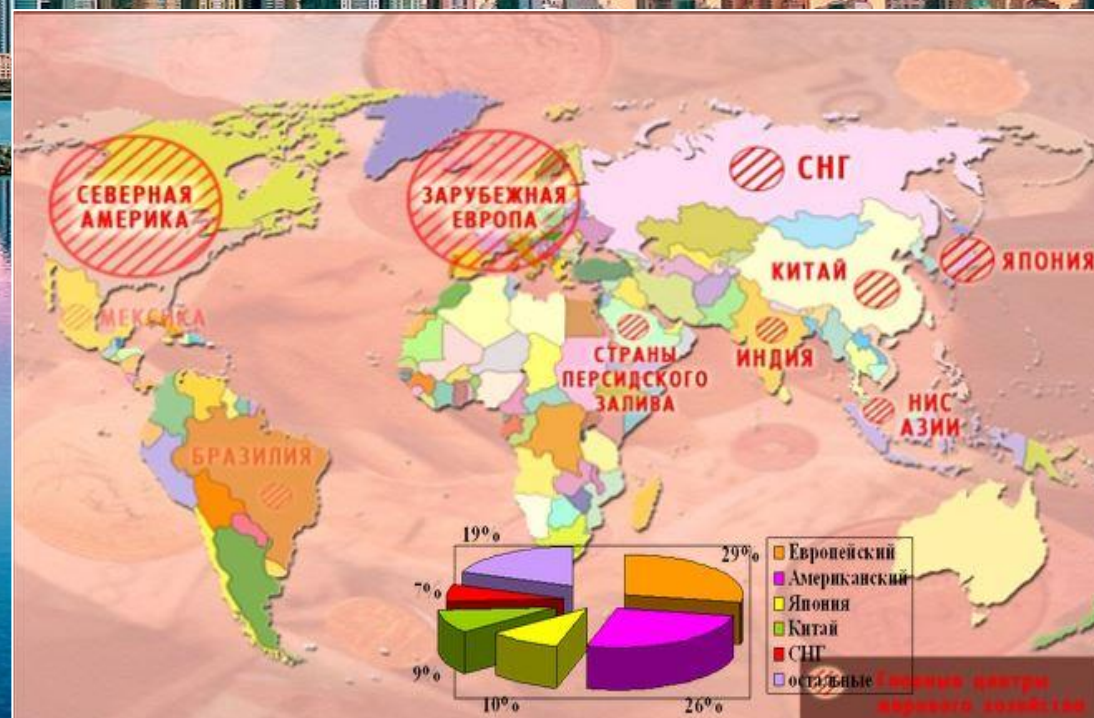 СЕВЕРНАЯ
АМЕРИКА
ЗАРУБЕЖНАЯ
ЕВРОПА
СНГ
ЯПОНИЯ
КИТАЙ
МЕКСИКА
СТРАНЫ
ПЕРСИДСКОГО
ЗАЛИВА
ИНДИЯ
НИС
АЗИИ
БРАЗИЛИЯ
19%
29%
7%
9%
10%
26%
Европейский
Американский
Япония
Китай
СНГ
остальные
Главные центры
мирового хозяйства